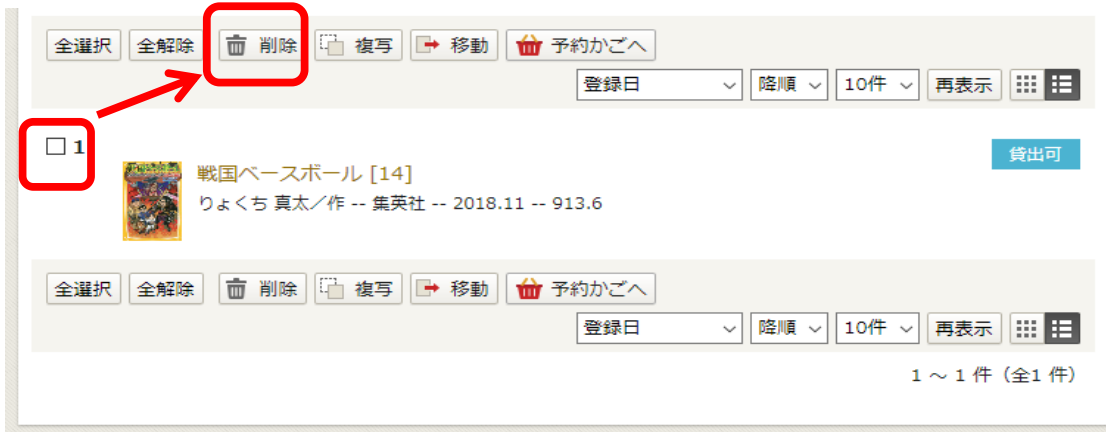 全選択 全解除 削除 複写 移動 予約かごへ
登録日 降順 10件 再表示
1 貸出可
戦国ベースボール [14]
りょくち 真太／作 -- 集英社 -- 2018.11 -- 913.6
全選択 全解除 削除 複写 移動 予約かごへ
登録日 降順 10件 再表示
1 ～ 1 件（全1 件）